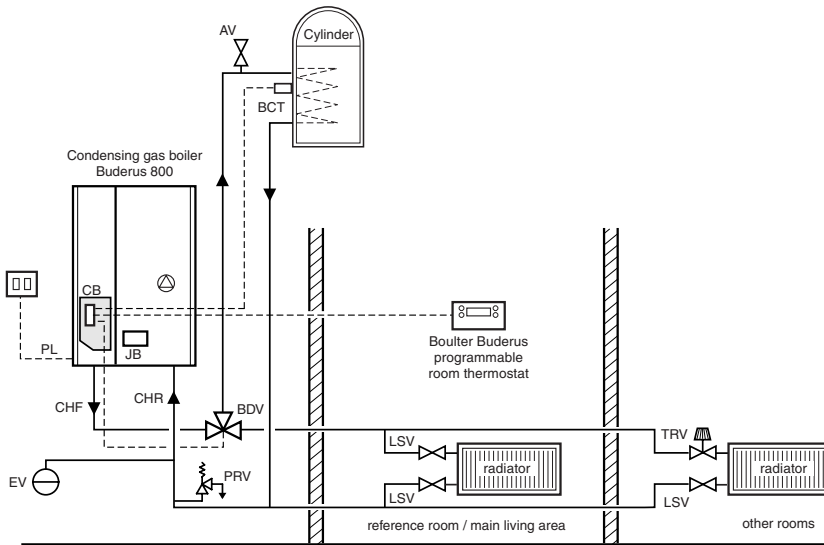 AV
Cylinder
BCT
Condensing gas boiler
Buderus 800
CB
JB
PL
Boulter Buderus
programmable
room thermostat
CHF
CHR
BDV
LSV
TRV
radiator
radiator
EV
PRV
LSV
LSV
reference room / main living area
other rooms